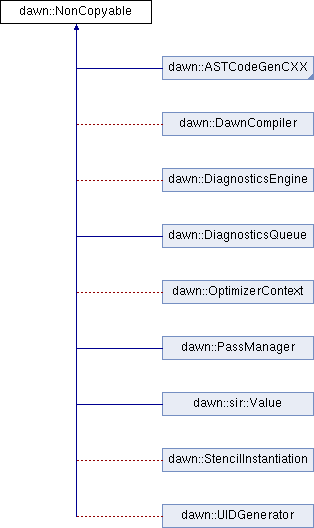 dawn::NonCopyable
dawn::ASTCodeGenCXX
dawn::DawnCompiler
dawn::DiagnosticsEngine
dawn::DiagnosticsQueue
dawn::OptimizerContext
dawn::PassManager
dawn::sir::Value
dawn::StencilInstantiation
dawn::UIDGenerator